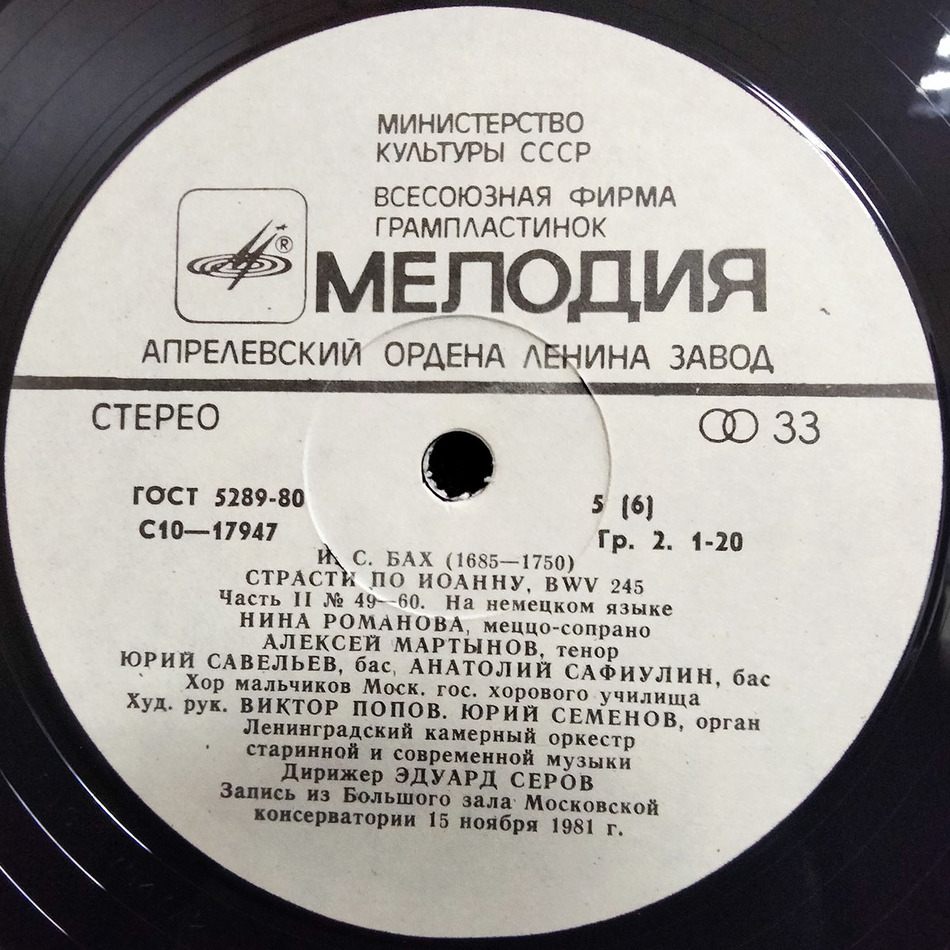 МИНИСТЕРСТВО
КУЛЬТУРЫ СССР
ВСЕСОЮЗНАЯ ФИРМА
ГРАМПЛАСТИНОК
®
МЕЛОДИЯ
АПРЕЛЕВСКИЙ ОРДЕНА ЛЕНИНА ЗАВОД
СТЕРЕО
33
ГОСТ 5289-80
5 (6)
С10—17947
Гр. 2. 1-20
И. С. БАХ (1685—1750)
СТРАСТИ ПО ИОАННУ, BWV 245
Часть II № 49—60. На немецком языке
НИНА РОМАНОВА, меццо-сопрано
АЛЕКСЕЙ МАРТЫНОВ, тенор
ЮРИЙ САВЕЛЬЕВ, бас, АНАТОЛИЙ САФИУЛИН, бас
Хор мальчиков Моск. гос. хорового училища
Худ. рук. ВИКТОР ПОПОВ. ЮРИЙ СЕМЕНОВ, орган
Ленинградский камерный оркестр
старинной и современной музыки
Дирижер ЭДУАРД СЕРОВ
Запись из Большого зала Московской
консерватории 15 ноября 1981 г.